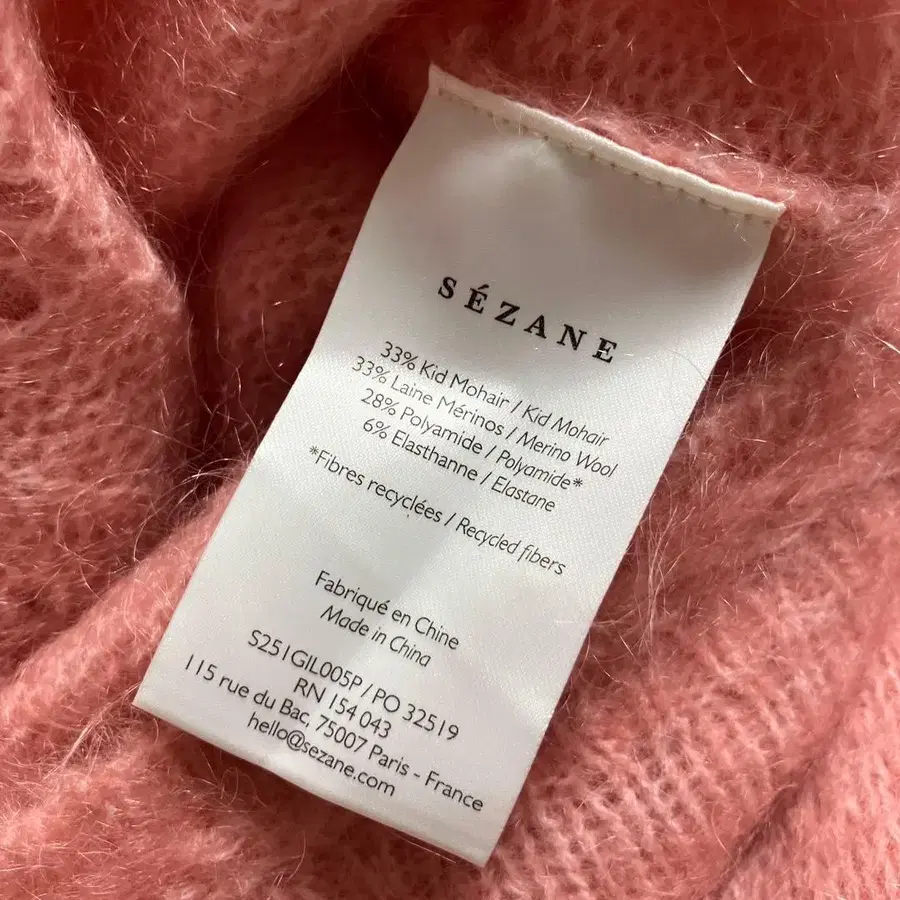 SÉZANE
33% Kid Mohair / Kid Mohair
33% Laine Mérinos / Merino Wool
28% Polyamide / Polyamide*
6% Elasthanne / Elastane
*Fibres recyclées / Recycled fibers
Fabriqué en Chine
Made in China
S251GIL005P / PO 32519
RN 154 043
115 rue du Bac, 75007 Paris - France
hello@sezane.com